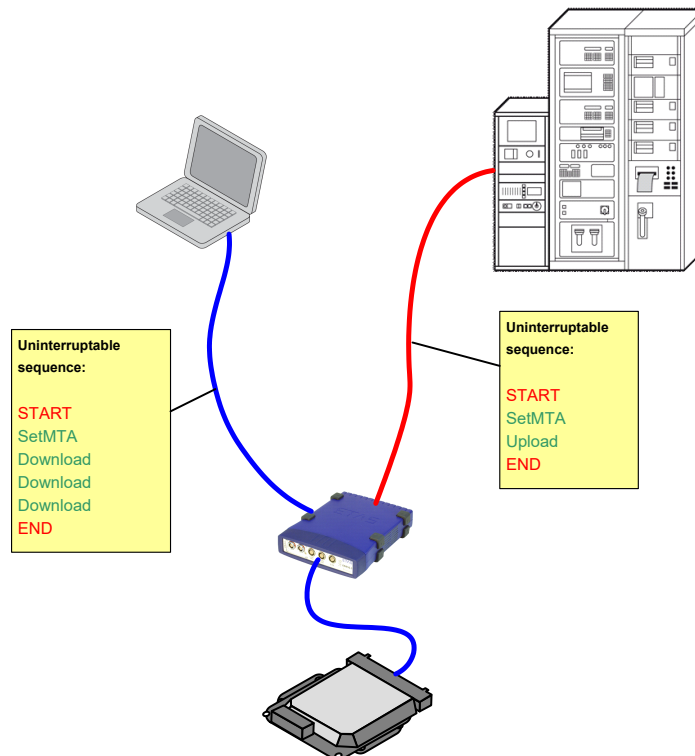 Uninterruptable
sequence:
START
SetMTA
Download
Download
Download
END
Uninterruptable
sequence:
START
SetMTA
Upload
END